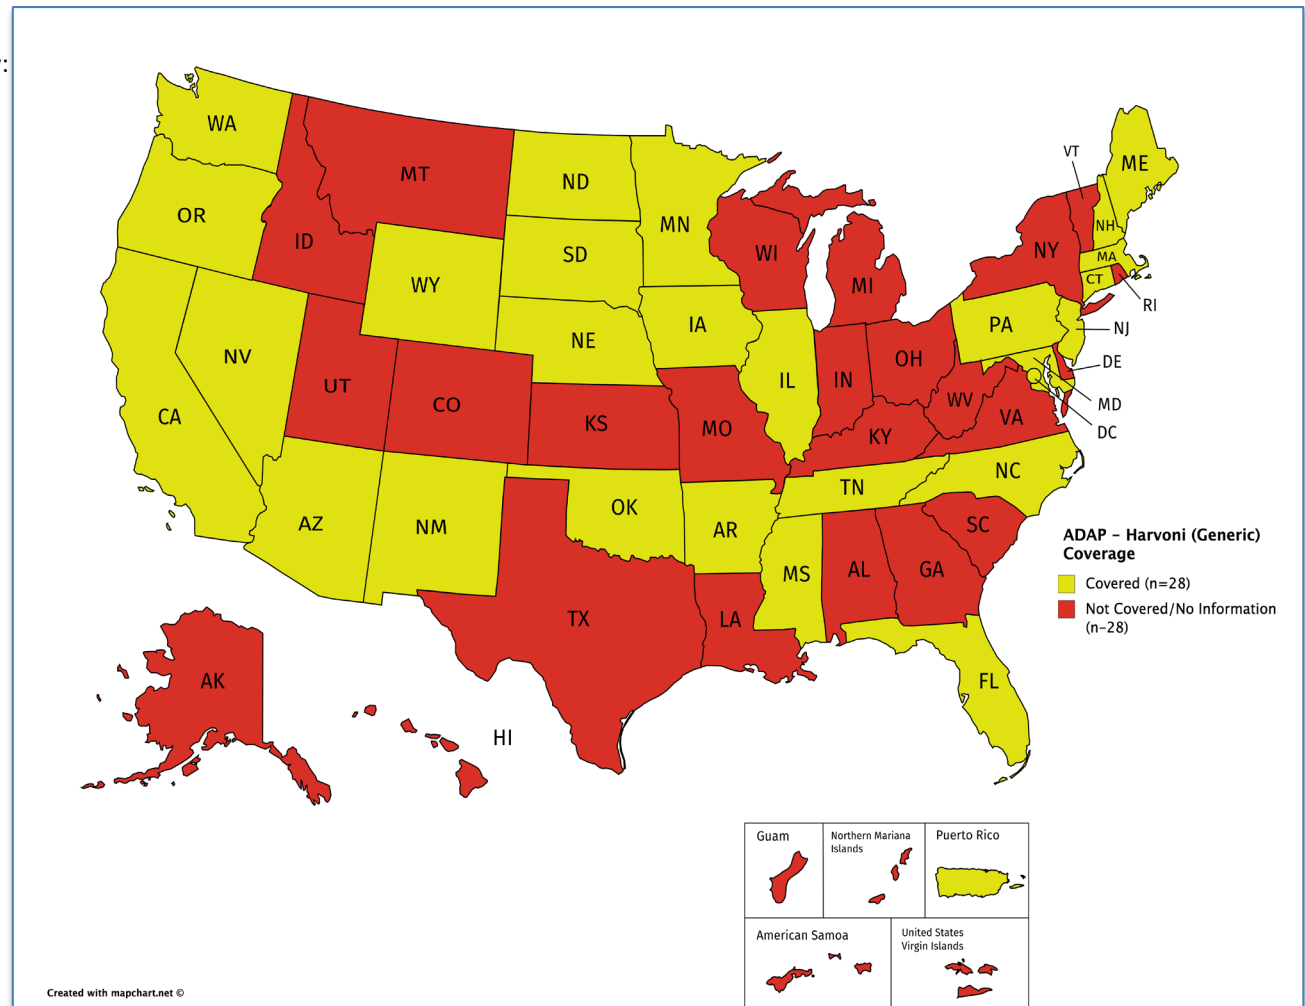 :
WA
MT
ND
MN
ME
VT
OR
ID
SD
WI
NH
NY
MA
WY
MI
CT
RI
NE
IA
PA
NJ
NV
UT
CO
IL
IN
OH
DE
CA
KS
MO
WV
VA
MD
KY
DC
AZ
NM
OK
AR
TN
NC
MS
AL
GA
SC
TX
LA
FL
AK
HI
ADAP – Harvoni (Generic)
Coverage
Covered (n=28)
Not Covered/No Information
(n–28)
Guam
Northern Mariana
Islands
Puerto Rico
American Samoa
United States
Virgin Islands
Created with mapchart.net ©